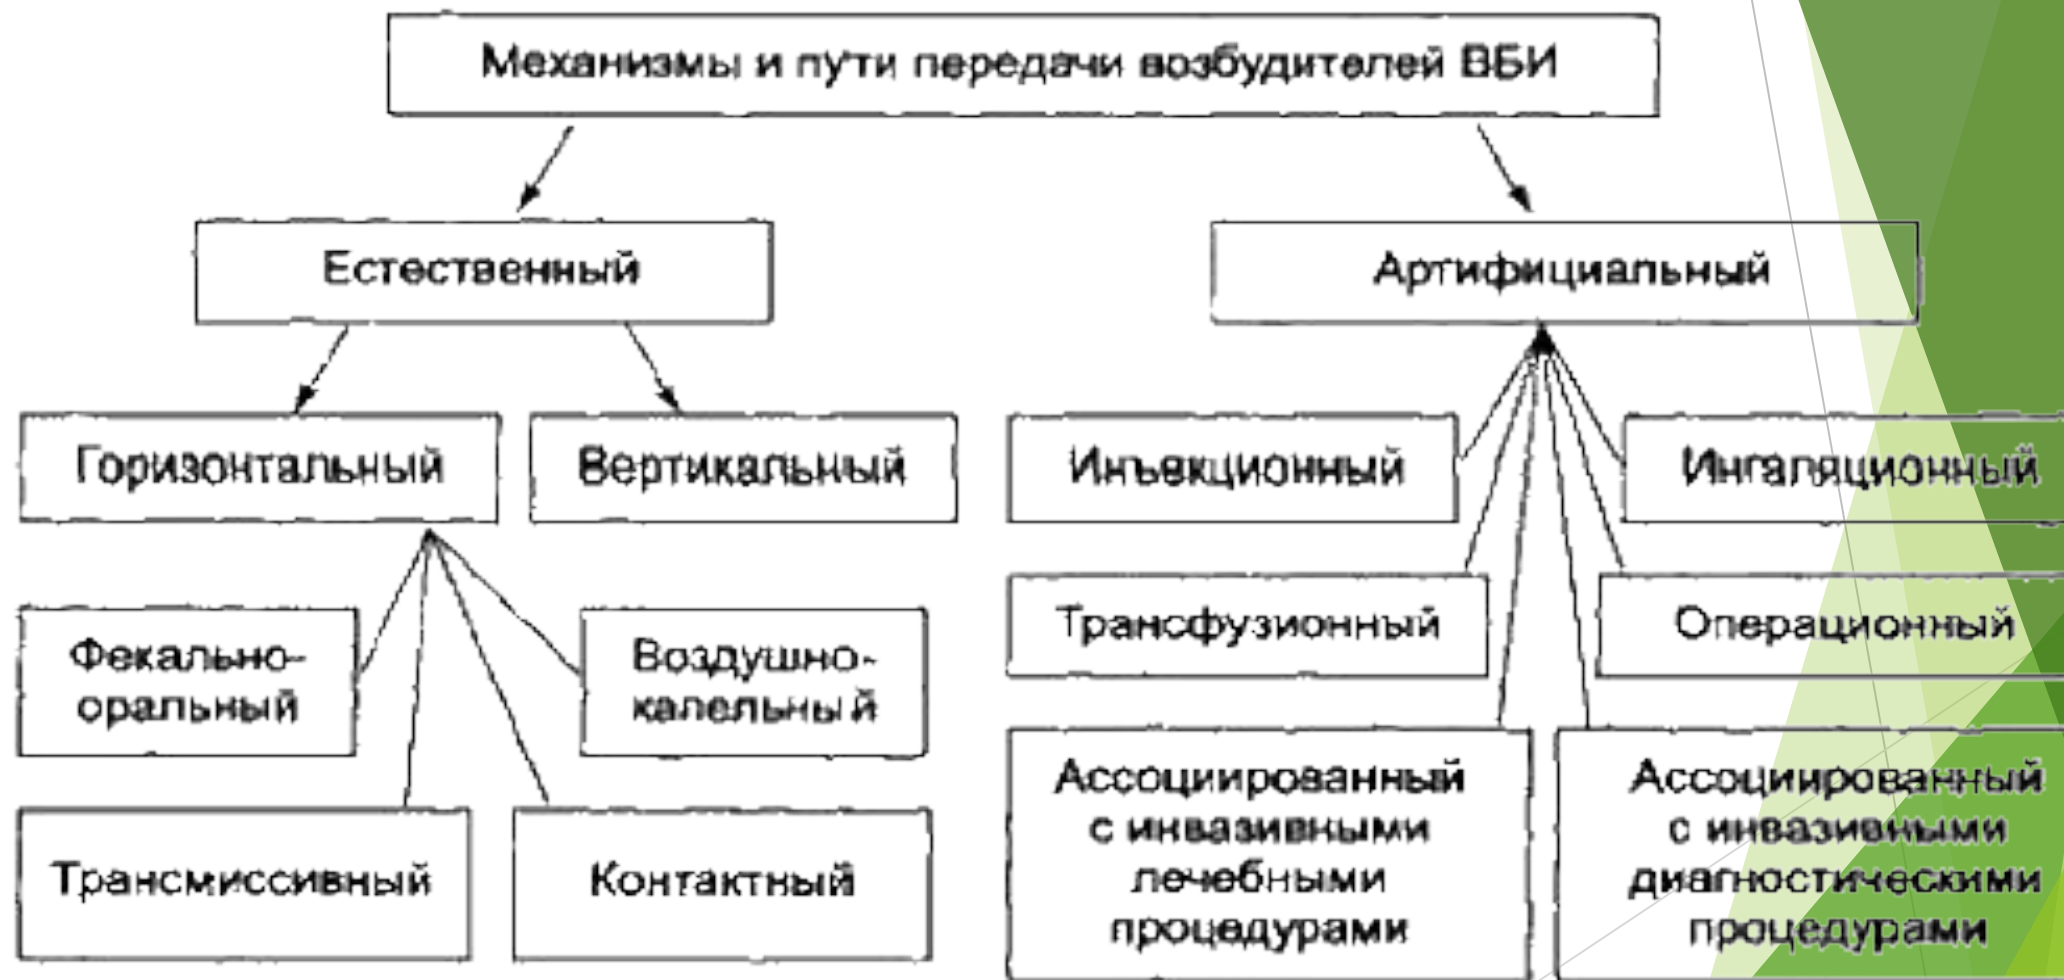 Механизмы и пути передачи возбудителей ВБИ
Естественный
Артифициальный
Горизонтальный
Вертикальный
Инъекционный
Ингаляционный
Трансфузионный
Операционный
Фекально-
оральный
Воздушно-
капельный
Трансмиссивный
Контактный
Ассоциированный
с инвазивными
лечебными
процедурами
Ассоциированный
с инвазивными
диагностическими
процедурами